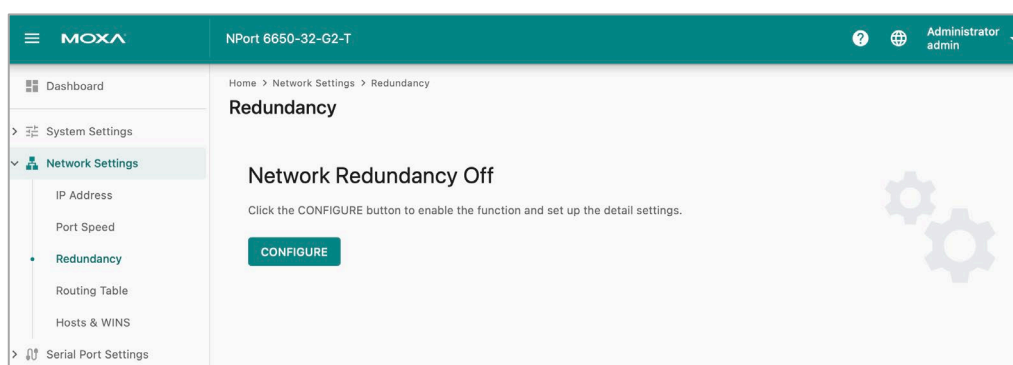 MOXA
NPort 6650-32-G2-T
Administrator
admin
Dashboard
System Settings
Network Settings
IP Address
Port Speed
Redundancy
Routing Table
Hosts & WINS
Serial Port Settings
Home > Network Settings > Redundancy
Redundancy
Network Redundancy Off
Click the CONFIGURE button to enable the function and set up the detail settings.
CONFIGURE